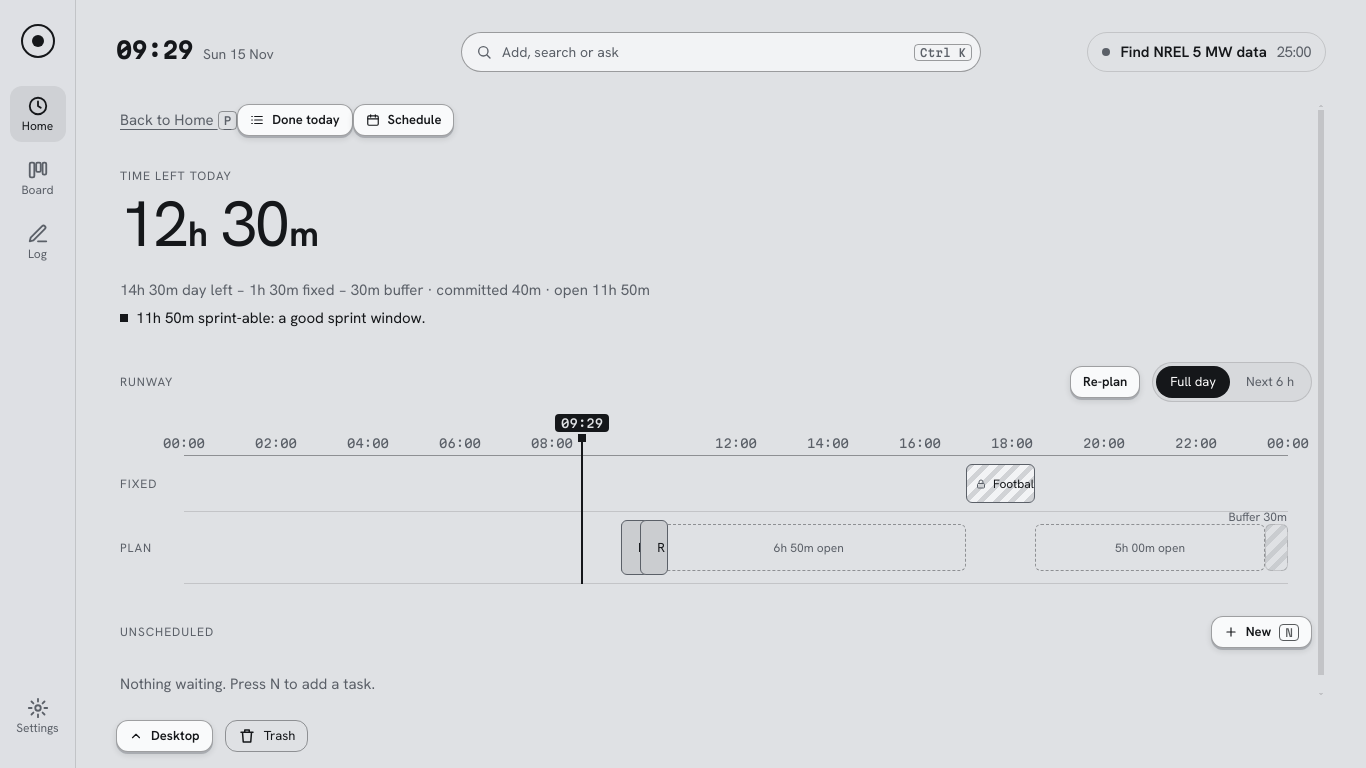 09:29 Sun 15 Nov
Add, search or ask
Ctrl K
Find NREL 5 MW data 25:00
Home
Board
Log
Settings
Back to Home P
Done today
Schedule
TIME LEFT TODAY
12h 30m
14h 30m day left – 1h 30m fixed – 30m buffer · committed 40m · open 11h 50m
11h 50m sprint-able: a good sprint window.
RUNWAY
Re-plan
Full day
Next 6 h
09:29
00:00 02:00 04:00 06:00 08:00 12:00 14:00 16:00 18:00 20:00 22:00 00:00
FIXED
Footbal
Buffer 30m
PLAN
R
6h 50m open
5h 00m open
UNSCHEDULED
New N
Nothing waiting. Press N to add a task.
Desktop
Trash